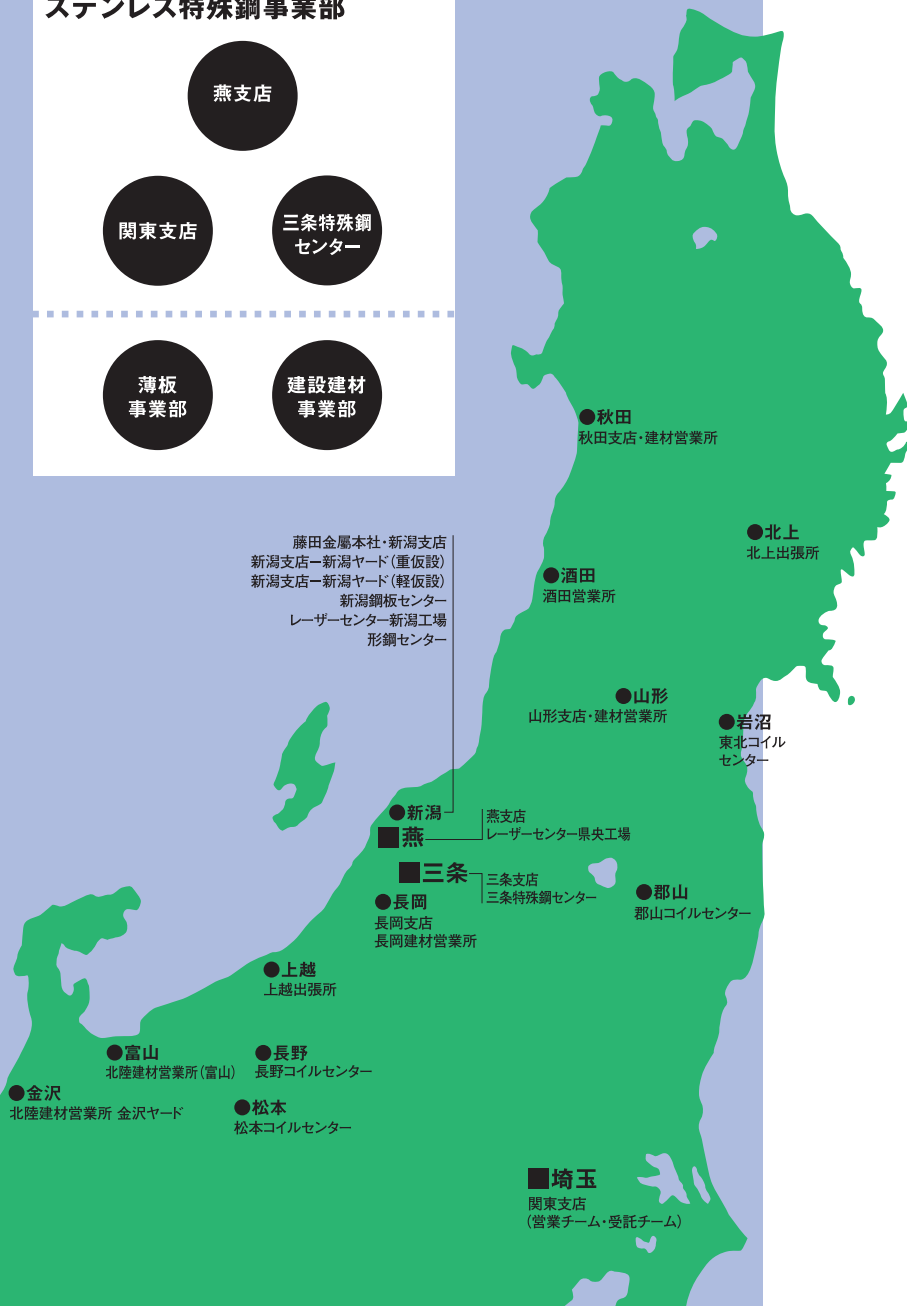 ステンレス特殊鋼事業部
燕支店
関東支店
三条特殊鋼
センター
薄板
事業部
建設建材
事業部
●秋田
秋田支店・建材営業所
●北上
北上出張所
藤田金屬本社・新潟支店
新潟支店ー新潟ヤード(重仮設)
新潟支店ー新潟ヤード(軽仮設)
新潟鋼板センター
レーザーセンター新潟工場
形鋼センター
●酒田
酒田営業所
●山形
山形支店・建材営業所
●岩沼
東北コイル
センター
●新潟
■燕
燕支店
レーザーセンター県央工場
■三条
三条支店
三条特殊鋼センター
●長岡
長岡支店
長岡建材営業所
●郡山
郡山コイルセンター
●上越
上越出張所
●富山
北陸建材営業所(富山)
●長野
長野コイルセンター
●金沢
北陸建材営業所 金沢ヤード
●松本
松本コイルセンター
■埼玉
関東支店
(営業チーム・受託チーム)